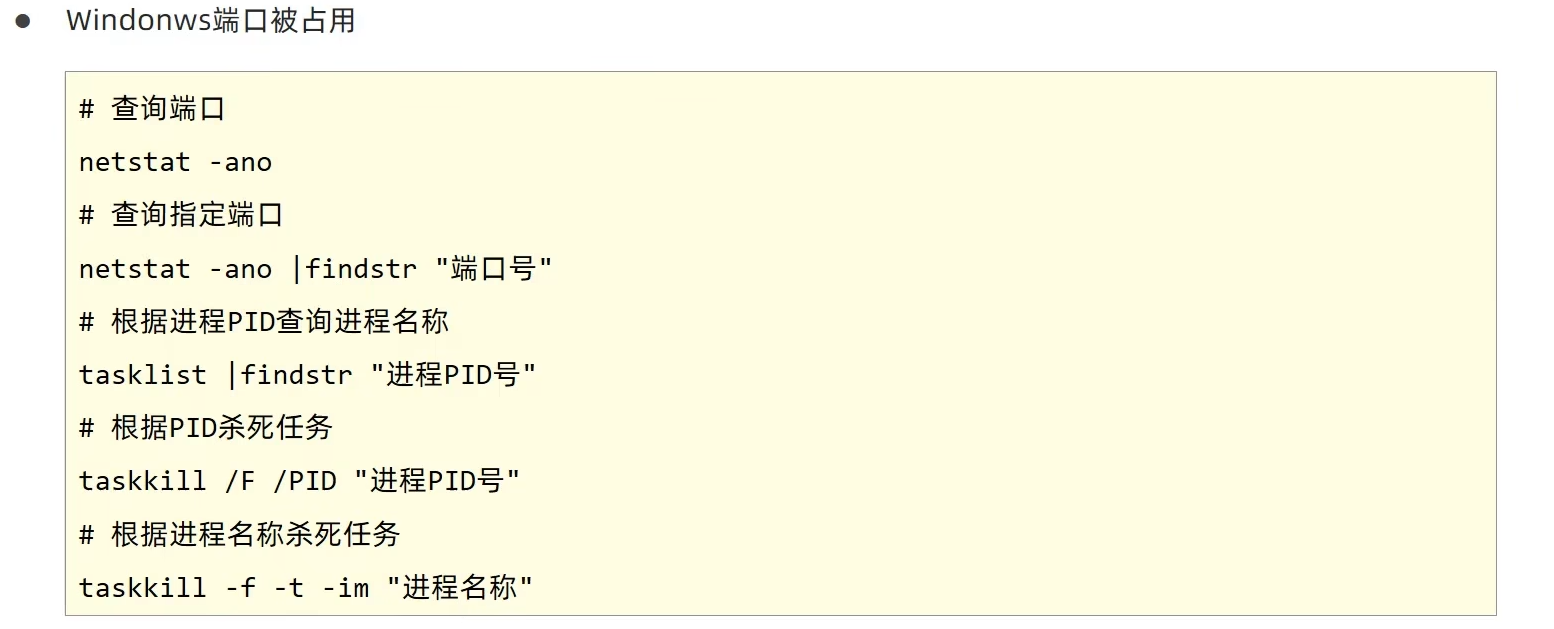 ● Windonws端口被占用
# 查询端口
netstat -ano
# 查询指定端口
netstat -ano |findstr "端口号"
# 根据进程PID查询进程名称
tasklist |findstr "进程PID号"
# 根据PID杀死任务
taskkill /F /PID "进程PID号"
# 根据进程名称杀死任务
taskkill -f -t -im "进程名称"